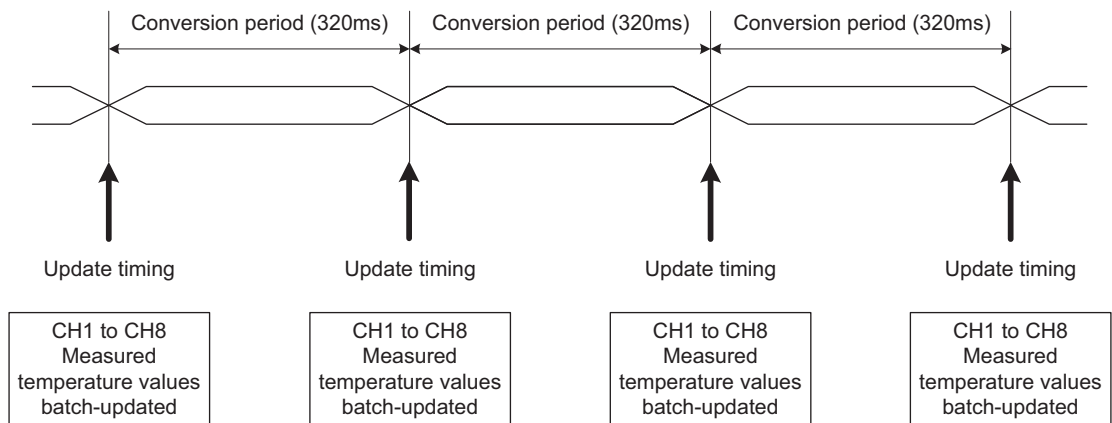 Conversion period (320ms) Conversion period (320ms) Conversion period (320ms)
Update timing Update timing Update timing Update timing
CH1 to CH8
Measured
temperature values
batch-updated
CH1 to CH8
Measured
temperature values
batch-updated
CH1 to CH8
Measured
temperature values
batch-updated
CH1 to CH8
Measured
temperature values
batch-updated